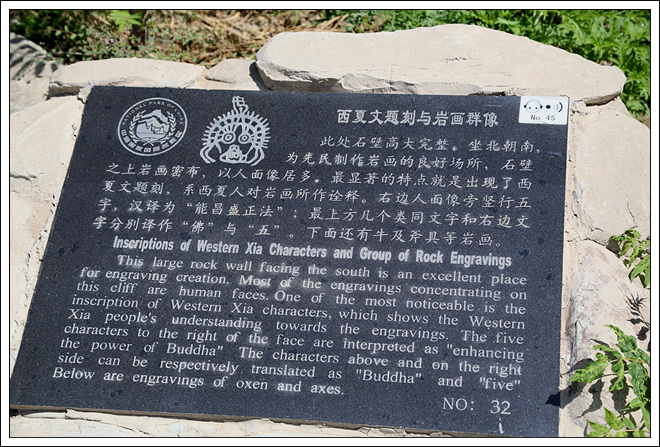 西夏文题刻与岩画群像
No. 45
此处石壁高大完整。坐北朝南,
为先民制作岩画的良好场所,石壁
之上岩画密布,以人面像居多。最显著的特点就是出现了西
夏文题刻,系西夏人对岩画所作诠释。右边人面像旁竖行五
字,汉译为“能昌盛正法”;最上方几个类同文字和右边文
字分别译作“佛”与“五”。下面还有牛及斧具等岩画。
Inscriptions of Western Xia Characters and Group of Rock Engravings
This large rock wall facing the south is an excellent place
for engraving creation. Most of the engravings concentrating on
this cliff are human faces. One of the most noticeable is the
inscription of Western Xia characters, which shows the Western
Xia people's understanding towards the engravings. The five
characters to the right of the face are interpreted as "enhancing
the power of Buddha" The characters above and on the right
side can be respectively translated as "Buddha" and "five"
Below are engravings of oxen and axes.
NO: 32